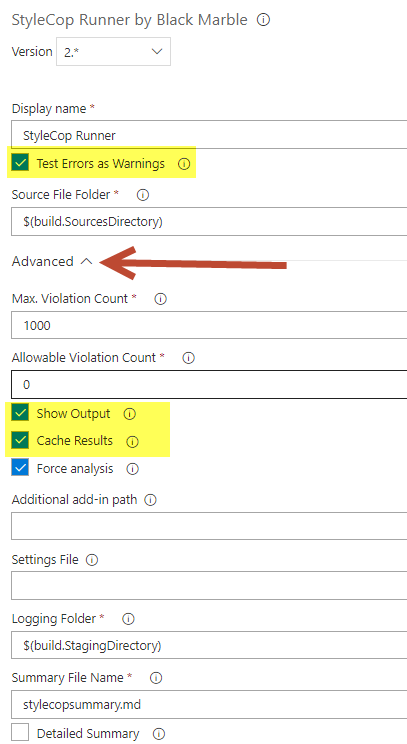 StyleCop Runner by Black Marble
Version 2.*
Display name *
StyleCop Runner
Test Errors as Warnings
Source File Folder *
$(build.SourcesDirectory)
Advanced
Max. Violation Count *
1000
Allowable Violation Count *
0
Show Output
Cache Results
Force analysis
Additional add-in path
Settings File
Logging Folder *
$(build.StagingDirectory)
Summary File Name *
stylecopsummary.md
Detailed Summary